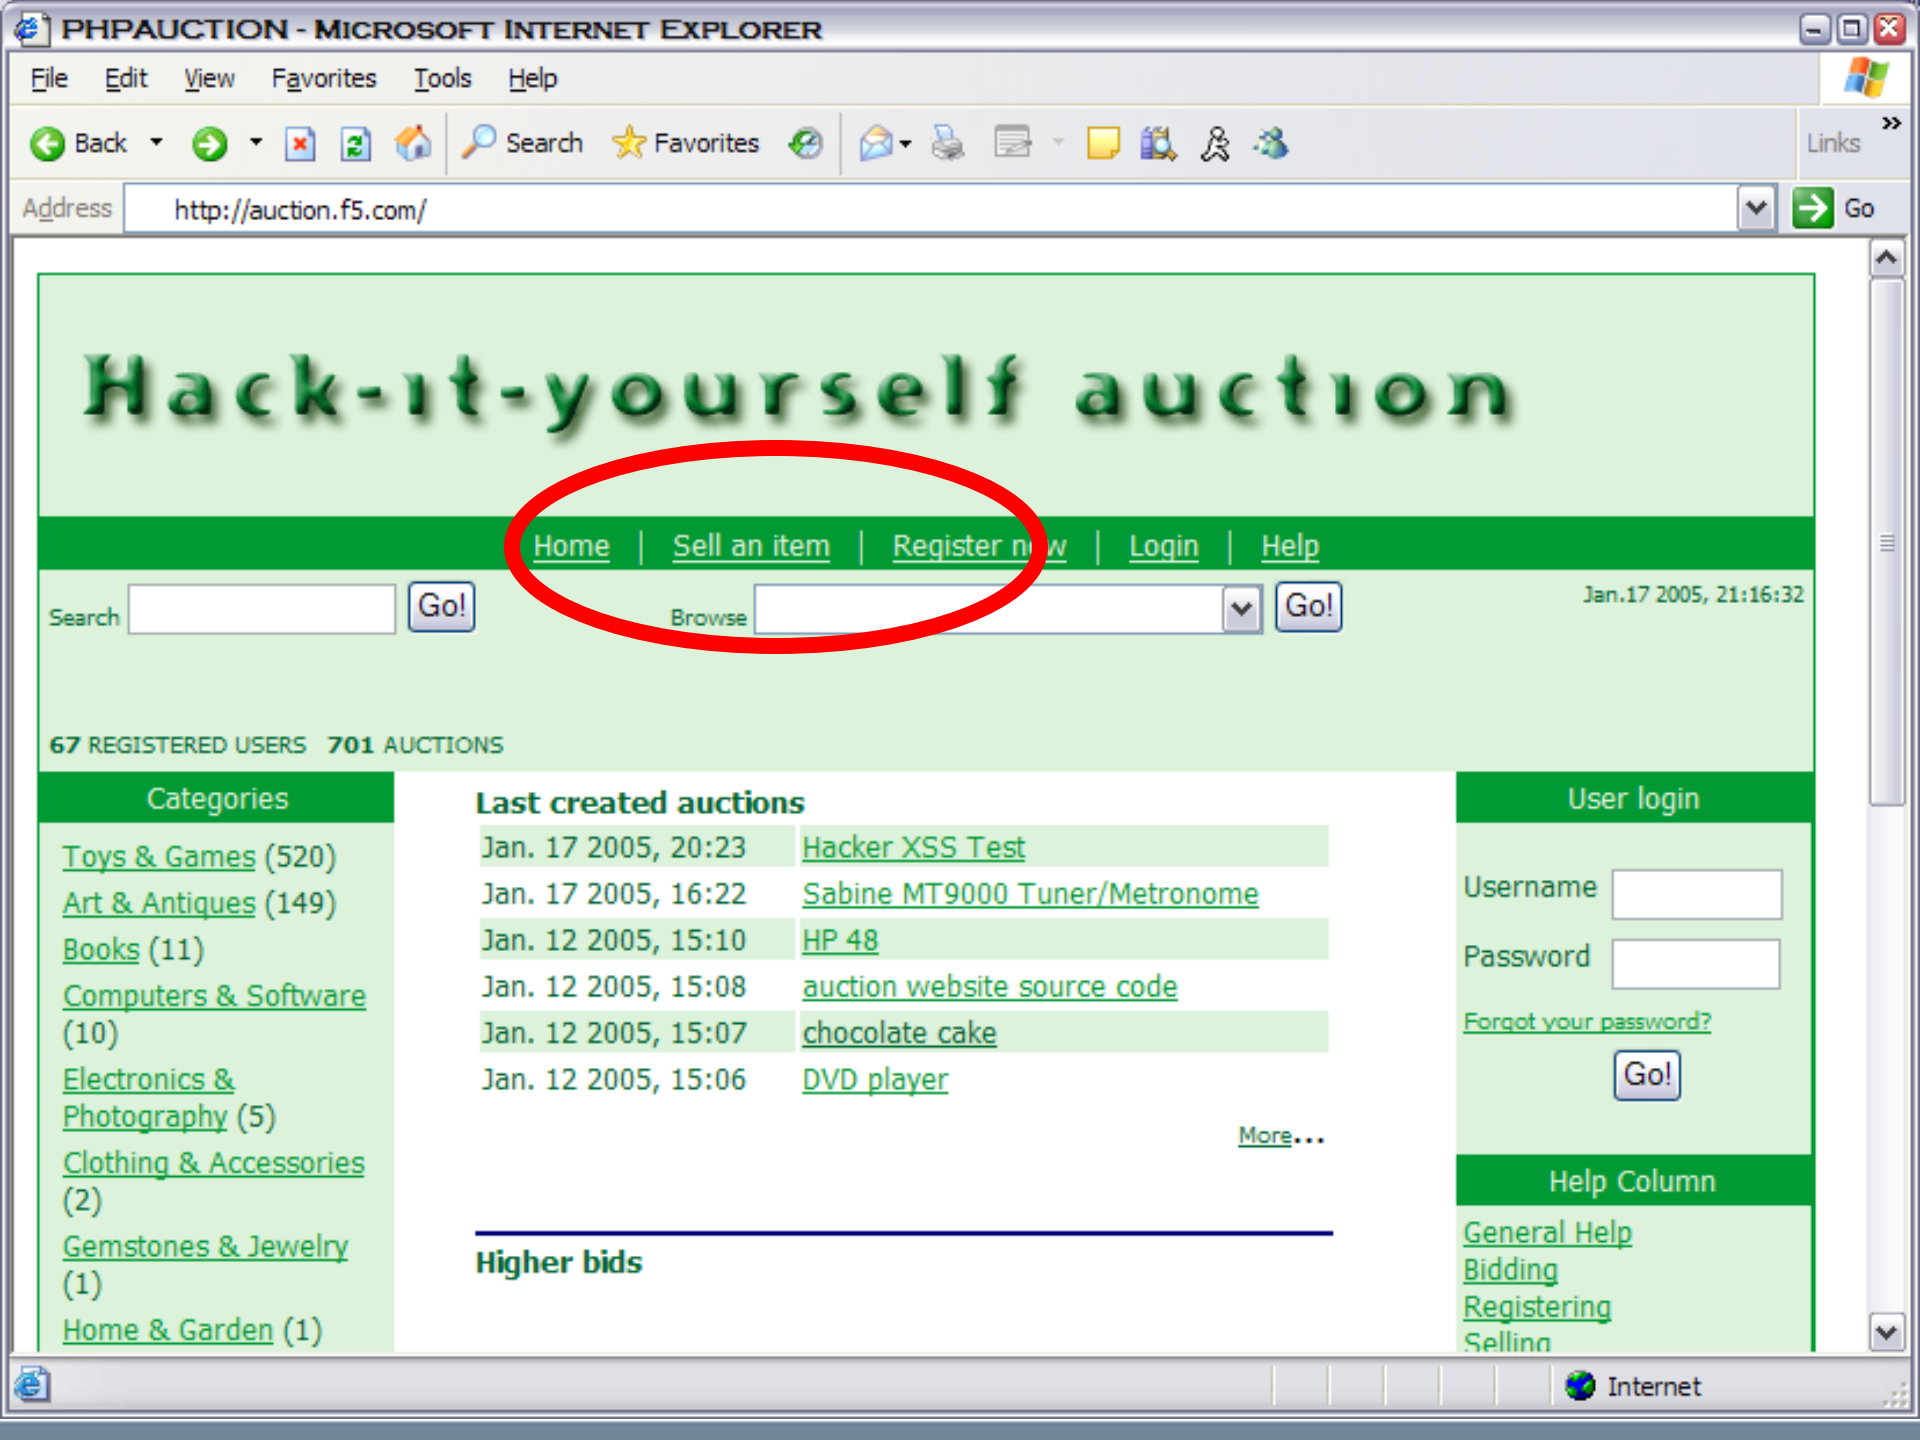 PHPAUCTION - MICROSOFT INTERNET EXPLORER
File Edit View Favorites Tools Help
Back Search Favorites Links »
Address http://auction.f5.com/ Go
Hack-it-yourself auction
Home | Sell an item | Register now | Login | Help
Search Go! Browse Go! Jan.17 2005, 21:16:32
67 REGISTERED USERS 701 AUCTIONS
Categories
Toys & Games (520)
Art & Antiques (149)
Books (11)
Computers & Software
(10)
Electronics &
Photography (5)
Clothing & Accessories
(2)
Gemstones & Jewelry
(1)
Home & Garden (1)
Last created auctions
Jan. 17 2005, 20:23 Hacker XSS Test
Jan. 17 2005, 16:22 Sabine MT9000 Tuner/Metronome
Jan. 12 2005, 15:10 HP 48
Jan. 12 2005, 15:08 auction website source code
Jan. 12 2005, 15:07 chocolate cake
Jan. 12 2005, 15:06 DVD player
More...
Higher bids
User login
Username
Password
Forgot your password?
Go!
Help Column
General Help
Bidding
Registering
Selling
Internet